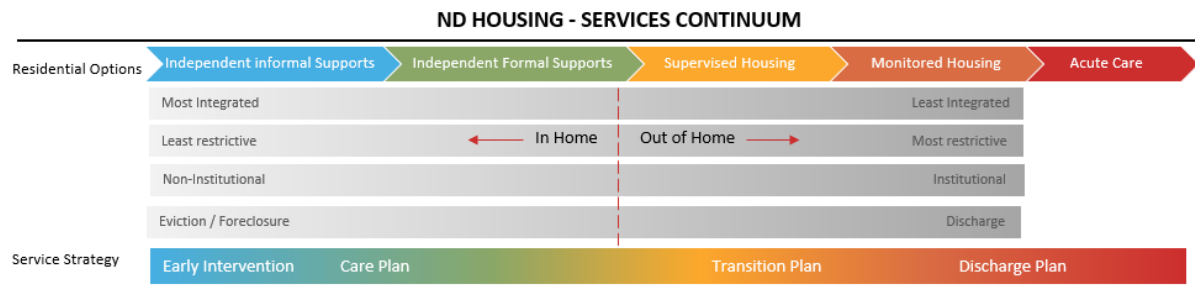 ND HOUSING - SERVICES CONTINUUM
Residential Options Independent informal Supports Independent Formal Supports Supervised Housing Monitored Housing Acute Care
Most Integrated Least Integrated
Least restrictive In Home Out of Home Most restrictive
Non-Institutional Institutional
Eviction / Foreclosure Discharge
Service Strategy Early Intervention Care Plan Transition Plan Discharge Plan